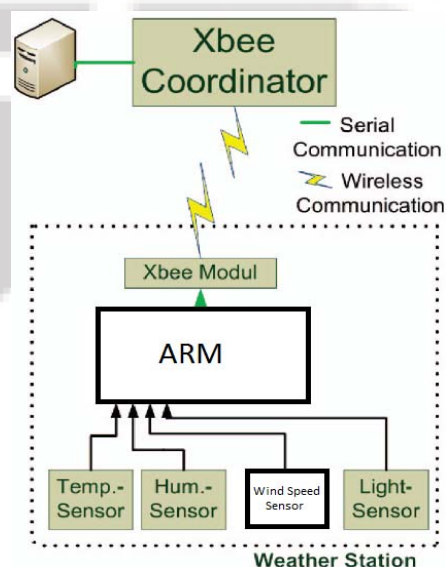 Xbee
Coordinator
Serial
Communication
Wireless
Communication
Xbee Modul
ARM
Temp.-
Sensor
Hum.-
Sensor
Wind Speed
Sensor
Light-
Sensor
Weather Station